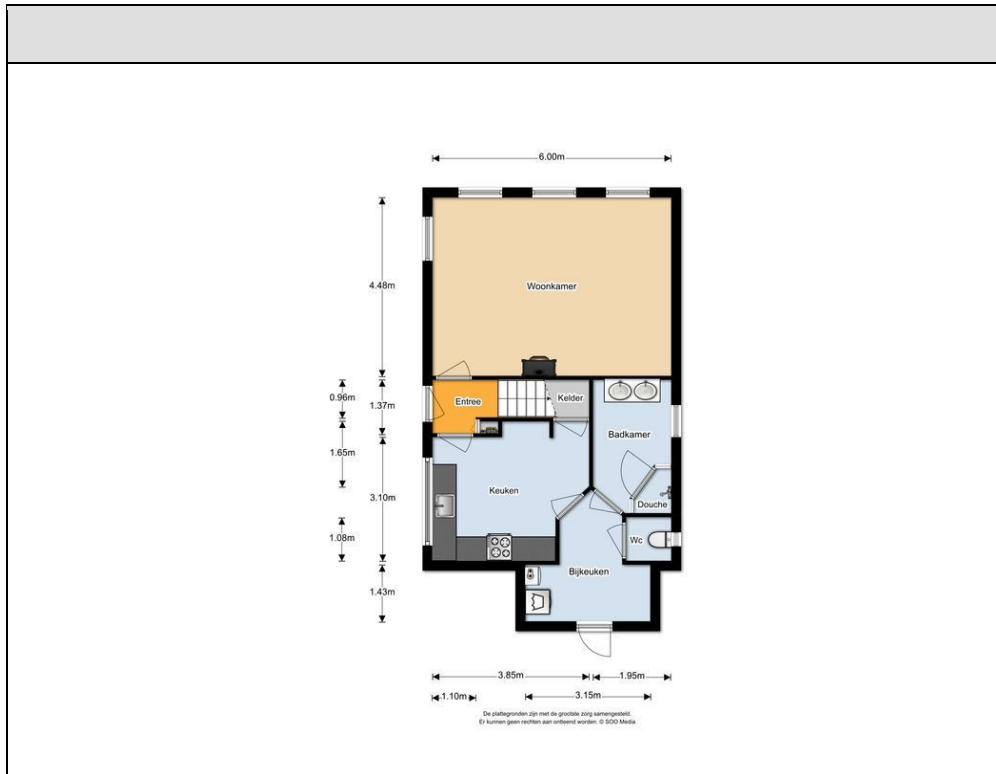 6.00m
4.48m
Woonkamer
0.96m
1.37m
Entree
Kelder
Badkamer
1.65m
3.10m
Keuken
Douche
1.08m
Wc
Bijkeuken
1.43m
3.85m
1.95m
1.10m
3.15m
De plattegronden zijn met de grootste zorg samengesteld.
Er kunnen geen rechten aan ontleend worden. © SOO Media